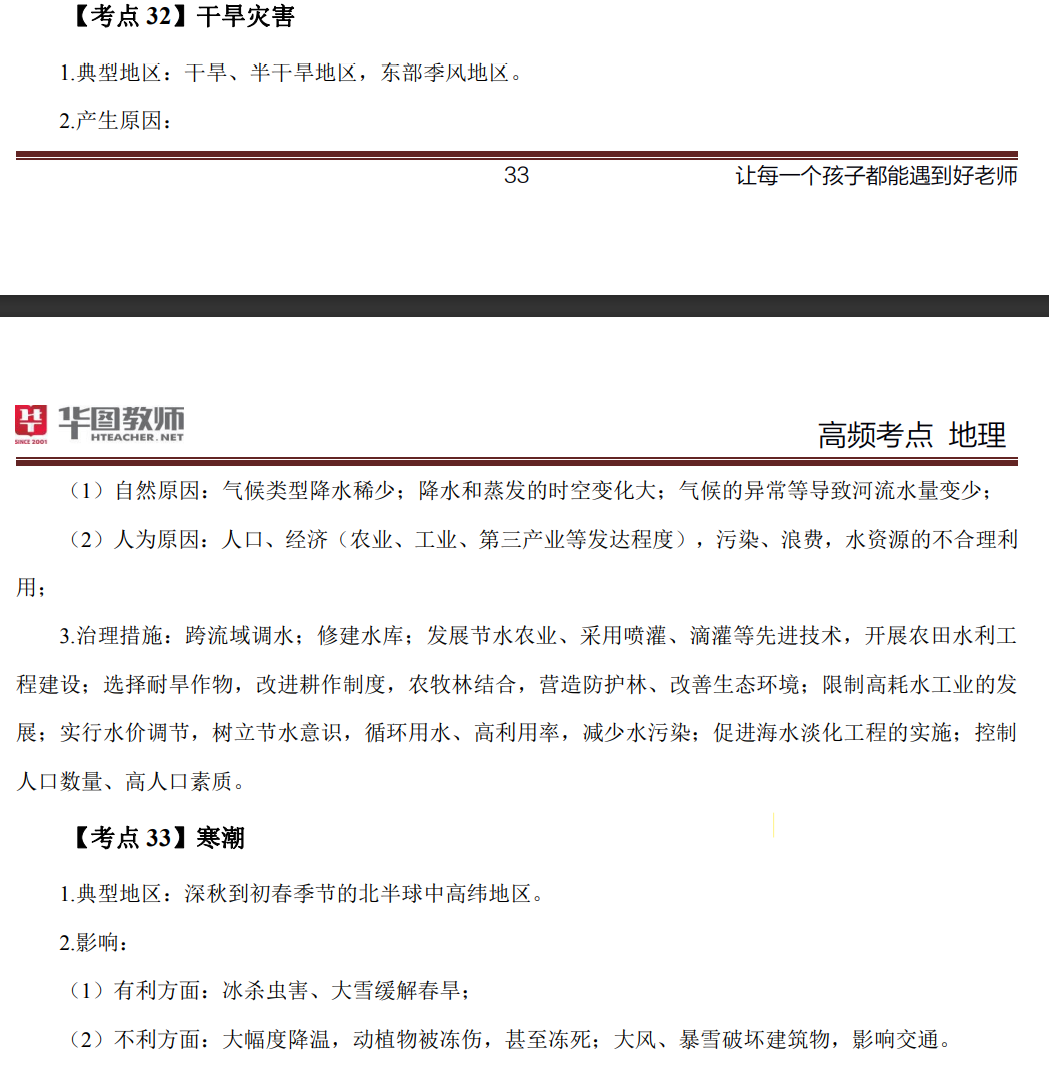 【考点 32】干旱灾害
1.典型地区：干旱、半干旱地区，东部季风地区。
2.产生原因：
33 让每一个孩子都能遇到好老师
华图教师
HTEACHER.NET
SINCE 2001
高频考点 地理
（1）自然原因：气候类型降水稀少；降水和蒸发的时空变化大；气候的异常等导致河流水量变少；
（2）人为原因：人口、经济（农业、工业、第三产业等发达程度），污染、浪费，水资源的不合理利
用；
3.治理措施：跨流域调水；修建水库；发展节水农业、采用喷灌、滴灌等先进技术，开展农田水利工
程建设；选择耐旱作物，改进耕作制度，农牧林结合，营造防护林、改善生态环境；限制高耗水工业的发
展；实行水价调节，树立节水意识，循环用水、高利用率，减少水污染；促进海水淡化工程的实施；控制
人口数量、高人口素质。
【考点 33】寒潮
1.典型地区：深秋到初春季节的北半球中高纬地区。
2.影响：
（1）有利方面：冰杀虫害、大雪缓解春旱；
（2）不利方面：大幅度降温，动植物被冻伤，甚至冻死；大风、暴雪破坏建筑物，影响交通。